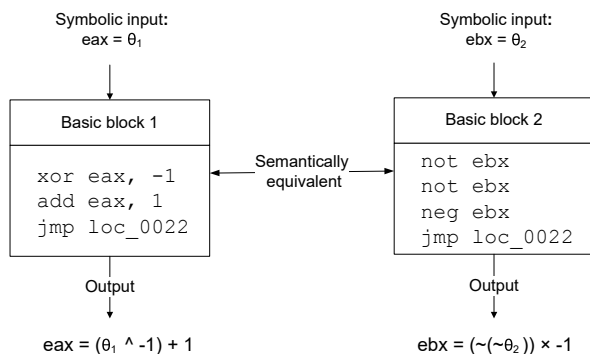 Symbolic input:
eax = θ₁
Symbolic input:
ebx = θ₂
Basic block 1
xor eax, -1
add eax, 1
jmp loc_0022
Semantically
equivalent
Basic block 2
not ebx
not ebx
neg ebx
jmp loc_0022
Output
Output
eax = (θ₁ ^ -1) + 1
ebx = (~(~θ₂)) × -1